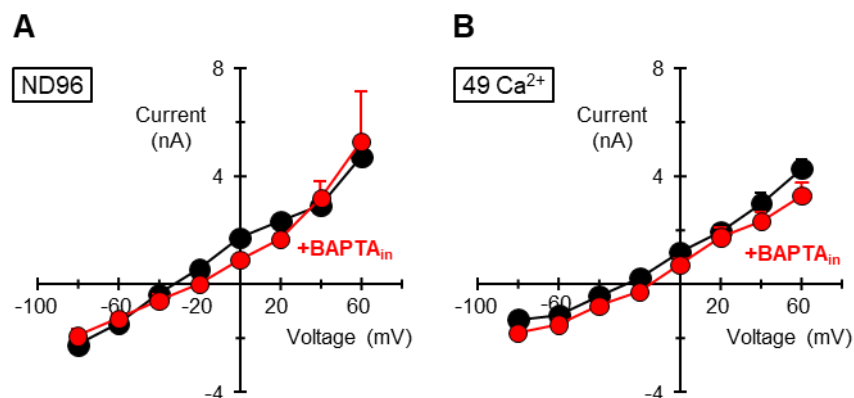 A
ND96
8
Current
(nA)
4
+BAPTAin
-100
-60
-20
20
60
Voltage (mV)
-4
B
49 Ca²⁺
8
Current
(nA)
4
+BAPTAin
-100
-60
-20
20
60
Voltage (mV)
-4